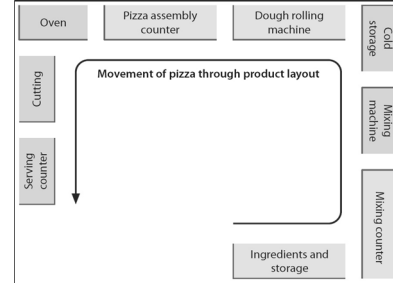 Oven
Pizza assembly
counter
Dough rolling
machine
Cold
storage
Cutting
Movement of pizza through product layout
Mixing
machine
Serving
counter
Mixing counter
Ingredients and
storage